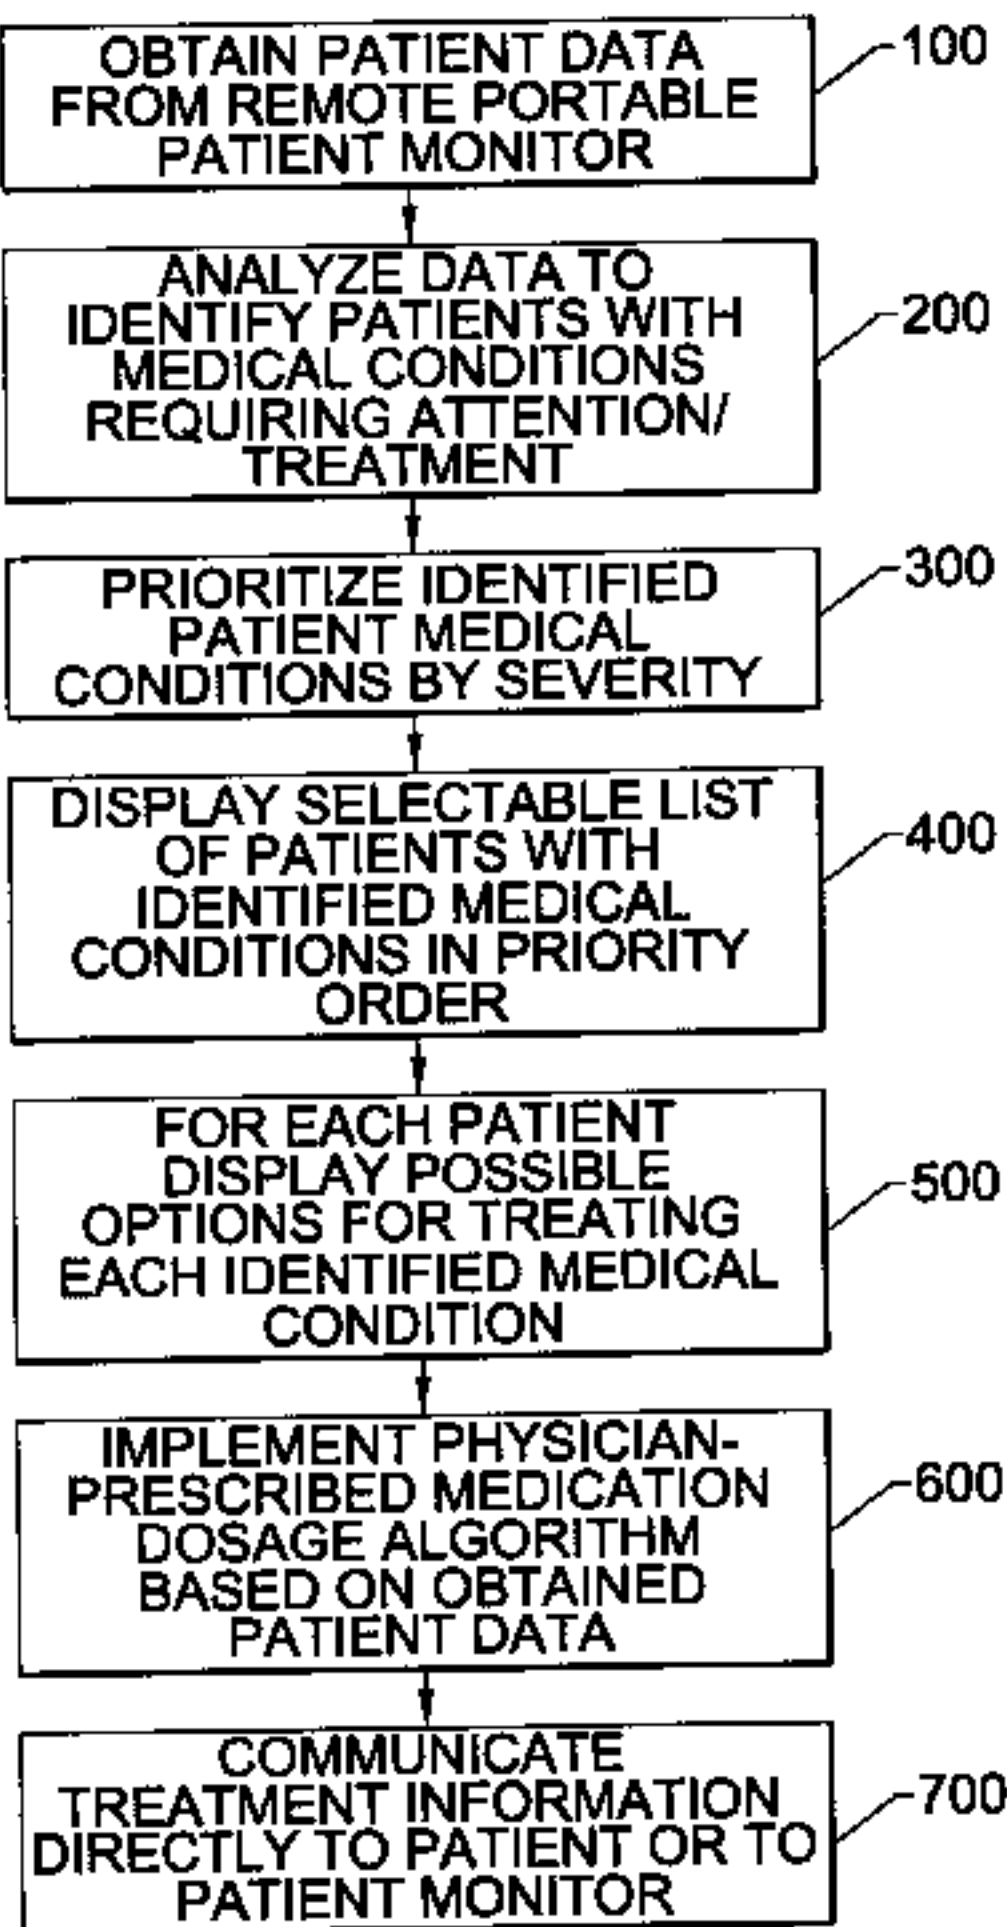 OBTAIN PATIENT DATA
FROM REMOTE PORTABLE
PATIENT MONITOR
100
ANALYZE DATA TO
IDENTIFY PATIENTS WITH
MEDICAL CONDITIONS
REQUIRING ATTENTION/
TREATMENT
200
PRIORITIZE IDENTIFIED
PATIENT MEDICAL
CONDITIONS BY SEVERITY
300
DISPLAY SELECTABLE LIST
OF PATIENTS WITH
IDENTIFIED MEDICAL
CONDITIONS IN PRIORITY
ORDER
400
FOR EACH PATIENT
DISPLAY POSSIBLE
OPTIONS FOR TREATING
EACH IDENTIFIED MEDICAL
CONDITION
500
IMPLEMENT PHYSICIAN-
PRESCRIBED MEDICATION
DOSAGE ALGORITHM
BASED ON OBTAINED
PATIENT DATA
600
COMMUNICATE
TREATMENT INFORMATION
DIRECTLY TO PATIENT OR TO
PATIENT MONITOR
700